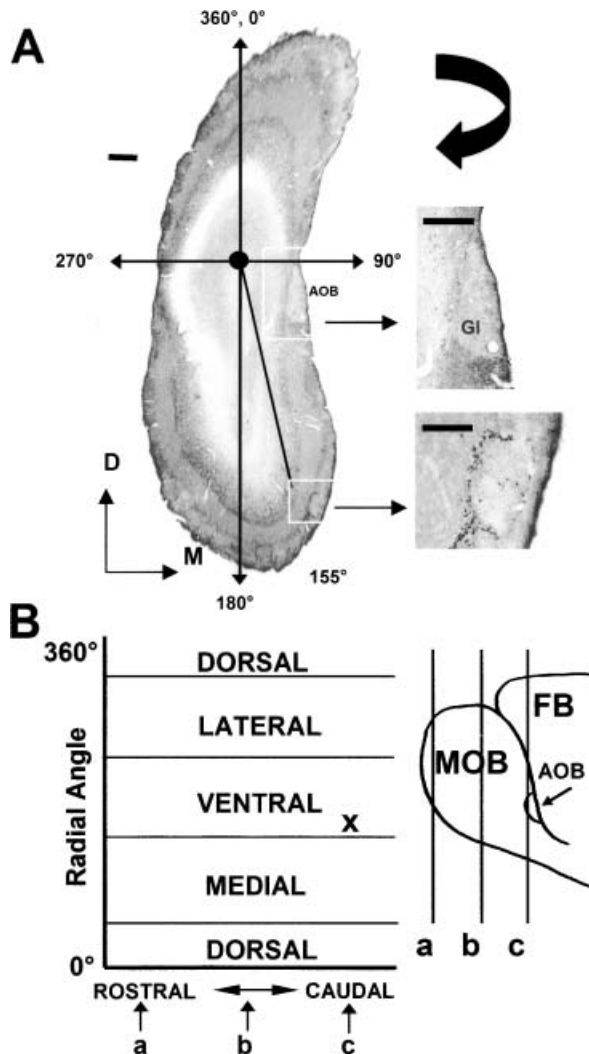 A
360°, 0°
270°
90°
AOB
GI
D
M
155°
180°
B
360°
DORSAL
LATERAL
VENTRAL
X
MEDIAL
DORSAL
0°
Radial Angle
ROSTRAL
CAUDAL
a
b
c
FB
MOB
AOB
a
b
c